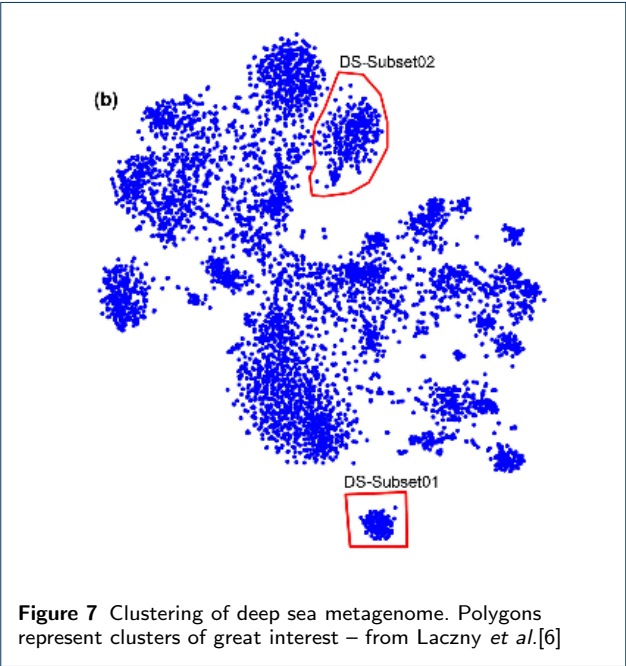 DS-Subset02
(b)
DS-Subset01
Figure 7 Clustering of deep sea metagenome. Polygons
represent clusters of great interest – from Laczny et al.[6]